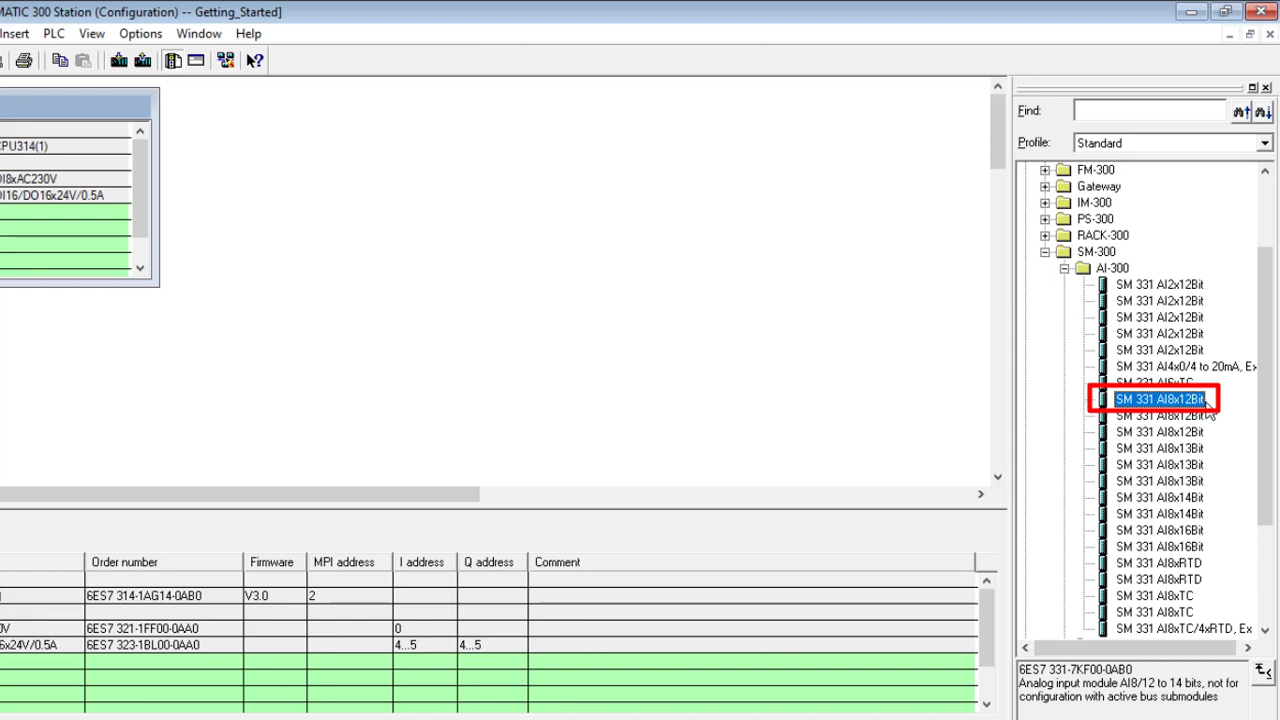 MATIC 300 Station (Configuration) -- Getting_Started]
Insert PLC View Options Window Help
Find:
Profile: Standard
CPU314(1)
DI8xAC230V
DI16/DO16x24V/0.5A
FM-300
Gateway
IM-300
PS-300
RACK-300
SM-300
AI-300
SM 331 AI2x12Bit
SM 331 AI2x12Bit
SM 331 AI2x12Bit
SM 331 AI2x12Bit
SM 331 AI2x12Bit
SM 331 AI4x0/4 to 20mA, Ex
SM 331 AI6xTC
SM 331 AI8x12Bit
SM 331 AI8x12Bit
SM 331 AI8x12Bit
SM 331 AI8x13Bit
SM 331 AI8x13Bit
SM 331 AI8x13Bit
SM 331 AI8x14Bit
SM 331 AI8x14Bit
SM 331 AI8x16Bit
SM 331 AI8x16Bit
SM 331 AI8xRTD
SM 331 AI8xRTD
SM 331 AI8xTC
SM 331 AI8xTC
SM 331 AI8xTC/4xRTD, Ex
Order number Firmware MPI address I address Q address Comment
6ES7 314-1AG14-0AB0 V3.0 2
0V 6ES7 321-1FF00-0AA0 0
6x24V/0.5A 6ES7 323-1BL00-0AA0 4...5 4...5
6ES7 331-7KF00-0AB0
Analog input module AI8/12 to 14 bits, not for
configuration with active bus submodules